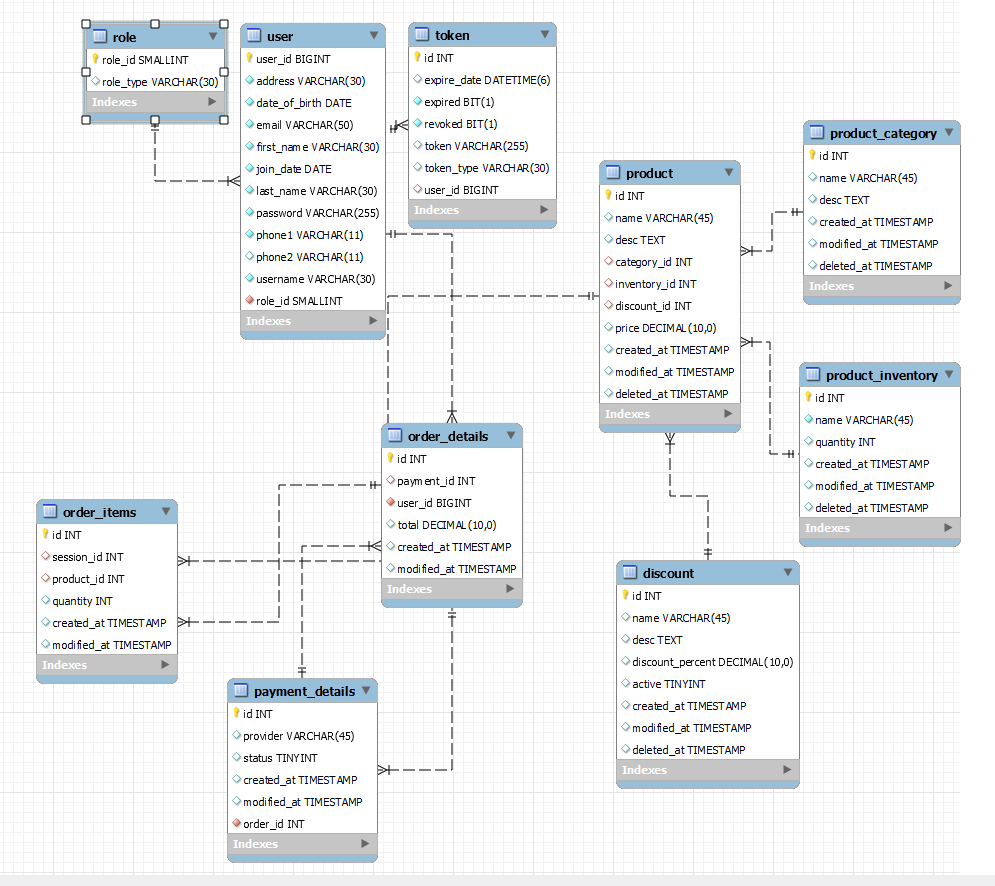 role
role_id SMALLINT
role_type VARCHAR(30)
Indexes
user
user_id BIGINT
address VARCHAR(30)
date_of_birth DATE
email VARCHAR(50)
first_name VARCHAR(30)
join_date DATE
last_name VARCHAR(30)
password VARCHAR(255)
phone1 VARCHAR(11)
phone2 VARCHAR(11)
username VARCHAR(30)
role_id SMALLINT
Indexes
token
id INT
expire_date DATETIME(6)
expired BIT(1)
revoked BIT(1)
token VARCHAR(255)
token_type VARCHAR(30)
user_id BIGINT
Indexes
product
id INT
name VARCHAR(45)
desc TEXT
category_id INT
inventory_id INT
discount_id INT
price DECIMAL(10,0)
created_at TIMESTAMP
modified_at TIMESTAMP
deleted_at TIMESTAMP
Indexes
product_category
id INT
name VARCHAR(45)
desc TEXT
created_at TIMESTAMP
modified_at TIMESTAMP
deleted_at TIMESTAMP
Indexes
product_inventory
id INT
name VARCHAR(45)
quantity INT
created_at TIMESTAMP
modified_at TIMESTAMP
deleted_at TIMESTAMP
Indexes
order_details
id INT
payment_id INT
user_id BIGINT
total DECIMAL(10,0)
created_at TIMESTAMP
modified_at TIMESTAMP
Indexes
order_items
id INT
session_id INT
product_id INT
quantity INT
created_at TIMESTAMP
modified_at TIMESTAMP
Indexes
discount
id INT
name VARCHAR(45)
desc TEXT
discount_percent DECIMAL(10,0)
active TINYINT
created_at TIMESTAMP
modified_at TIMESTAMP
deleted_at TIMESTAMP
Indexes
payment_details
id INT
provider VARCHAR(45)
status TINYINT
created_at TIMESTAMP
modified_at TIMESTAMP
order_id INT
Indexes